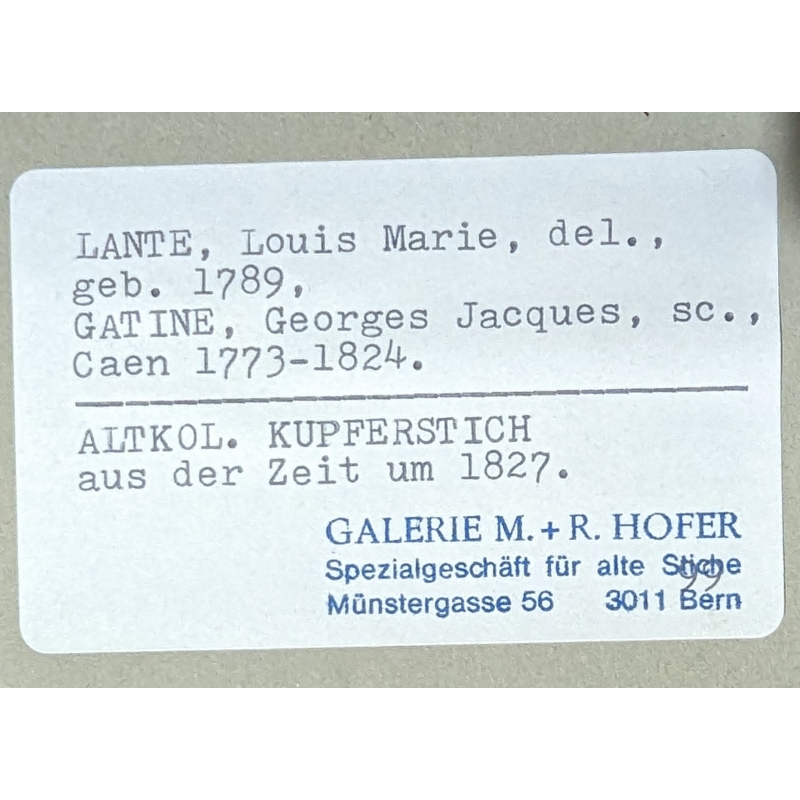 LANTE, Louis Marie, del.,
geb. 1789,
GATINE, Georges Jacques, sc.,
Caen 1773-1824.
ALTKOL. KUPFERSTICH
aus der Zeit um 1827.
GALERIE M. + R. HOFER
Spezialgeschäft für alte Stiche
Münstergasse 56 3011 Bern